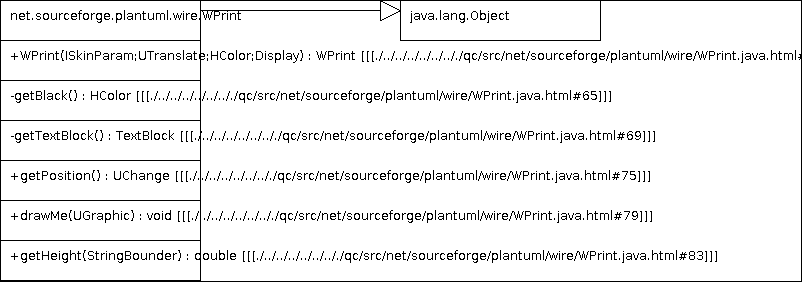 net.sourceforge.plantuml.wire.WPrint
java.lang.Object
+WPrint(ISkinParam;UTranslate;HColor;Display) : WPrint [[[./../../../../../../../qc/src/net/sourceforge/plantuml/wire/WPrint.java.html#
-getBlack() : HColor [[[./../../../../../../../qc/src/net/sourceforge/plantuml/wire/WPrint.java.html#65]]]
-getTextBlock() : TextBlock [[[./../../../../../../../qc/src/net/sourceforge/plantuml/wire/WPrint.java.html#69]]]
+getPosition() : UChange [[[./../../../../../../../qc/src/net/sourceforge/plantuml/wire/WPrint.java.html#75]]]
+drawMe(UGraphic) : void [[[./../../../../../../../qc/src/net/sourceforge/plantuml/wire/WPrint.java.html#79]]]
+getHeight(StringBounder) : double [[[./../../../../../../../qc/src/net/sourceforge/plantuml/wire/WPrint.java.html#83]]]